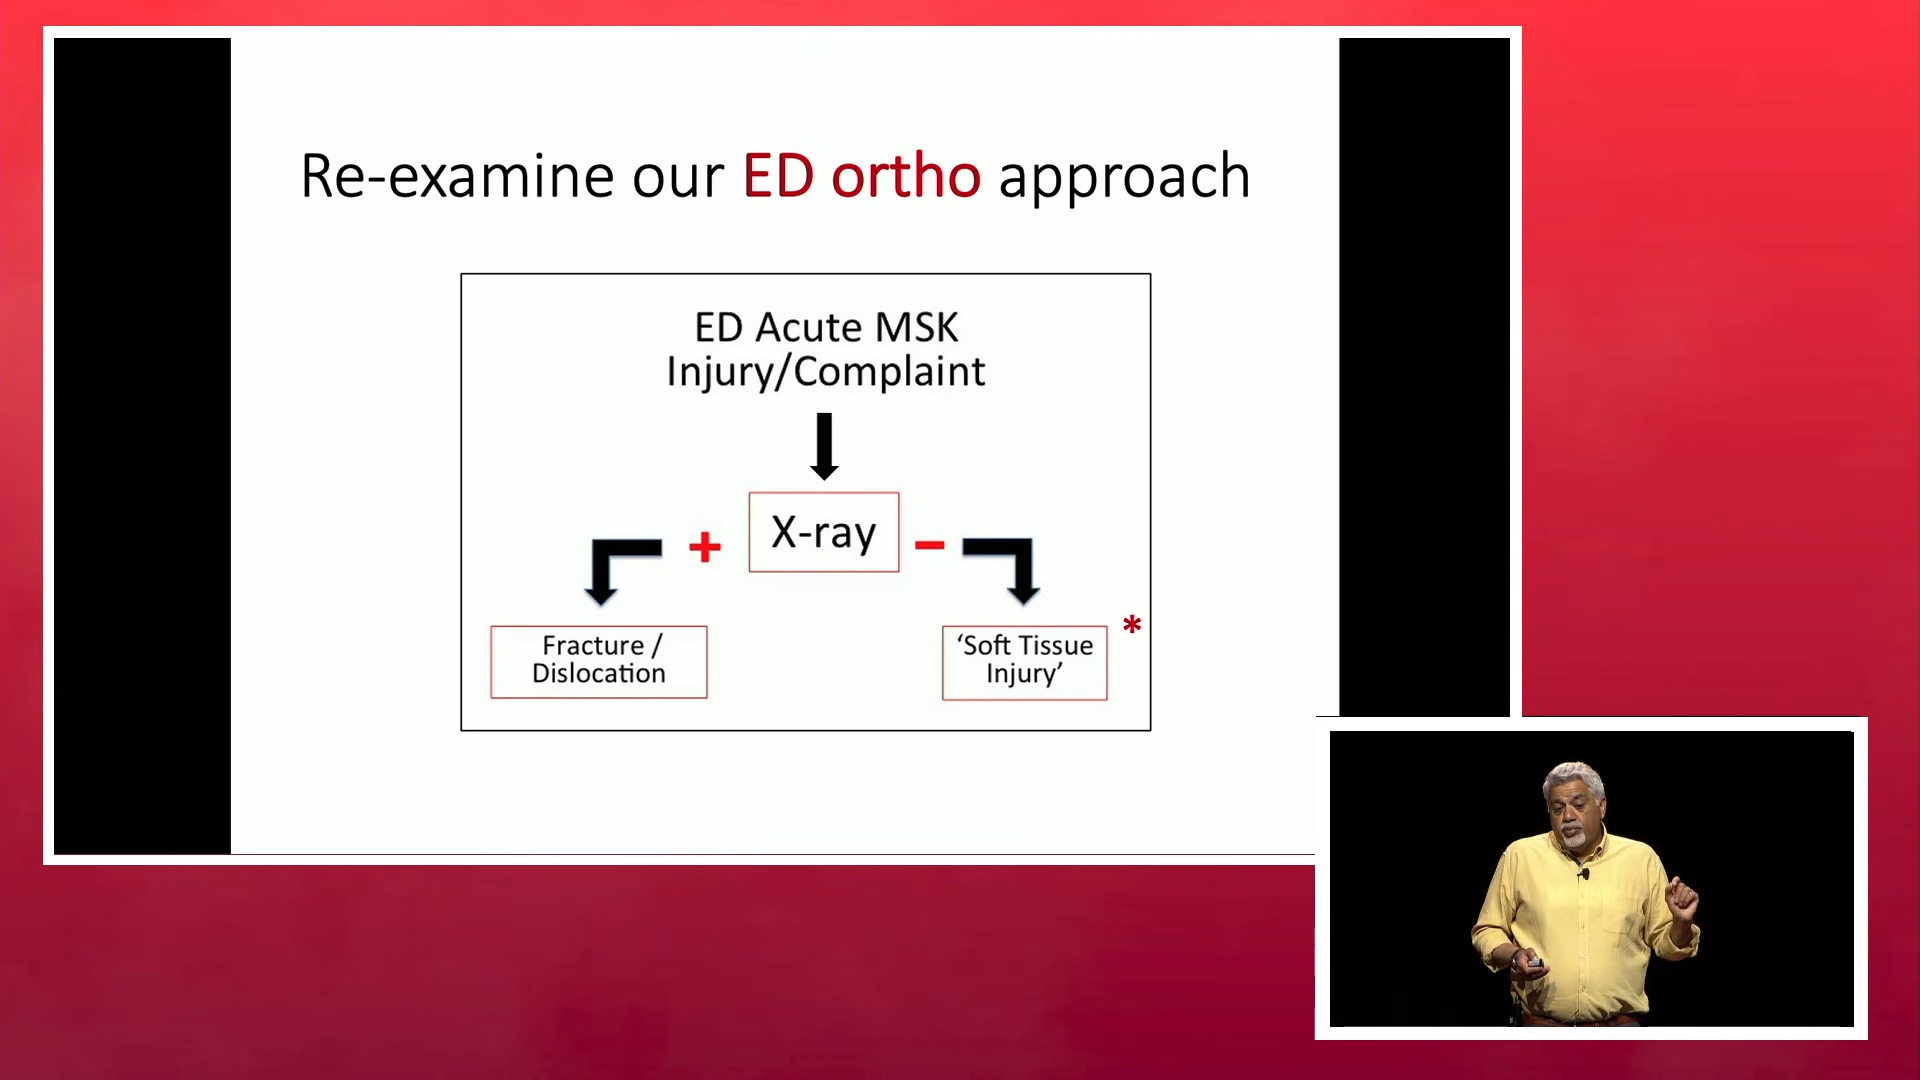 Re-examine our ED ortho approach
ED Acute MSK
Injury/Complaint
+ X-ray –
*
Fracture /
Dislocation
‘Soft Tissue
Injury’